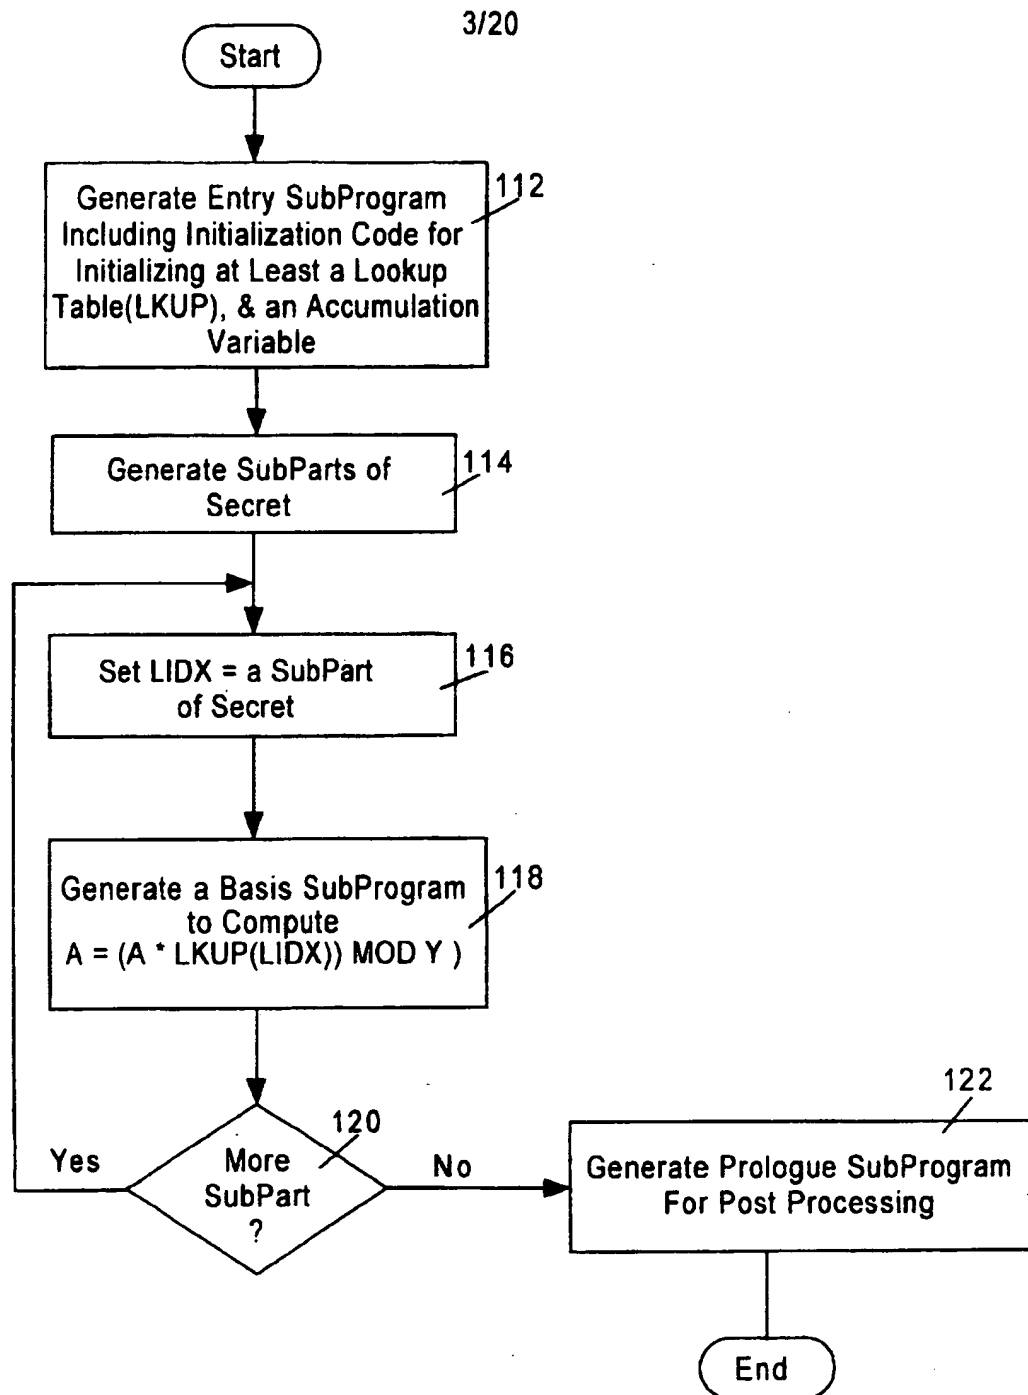 3/20
Start
112
Generate Entry SubProgram
Including Initialization Code for
Initializing at Least a Lookup
Table(LKUP), & an Accumulation
Variable
114
Generate SubParts of
Secret
116
Set LIDX = a SubPart
of Secret
118
Generate a Basis SubProgram
to Compute
A = (A * LKUP(LIDX)) MOD Y )
120
More
SubPart
?
Yes
No
122
Generate Prologue SubProgram
For Post Processing
End